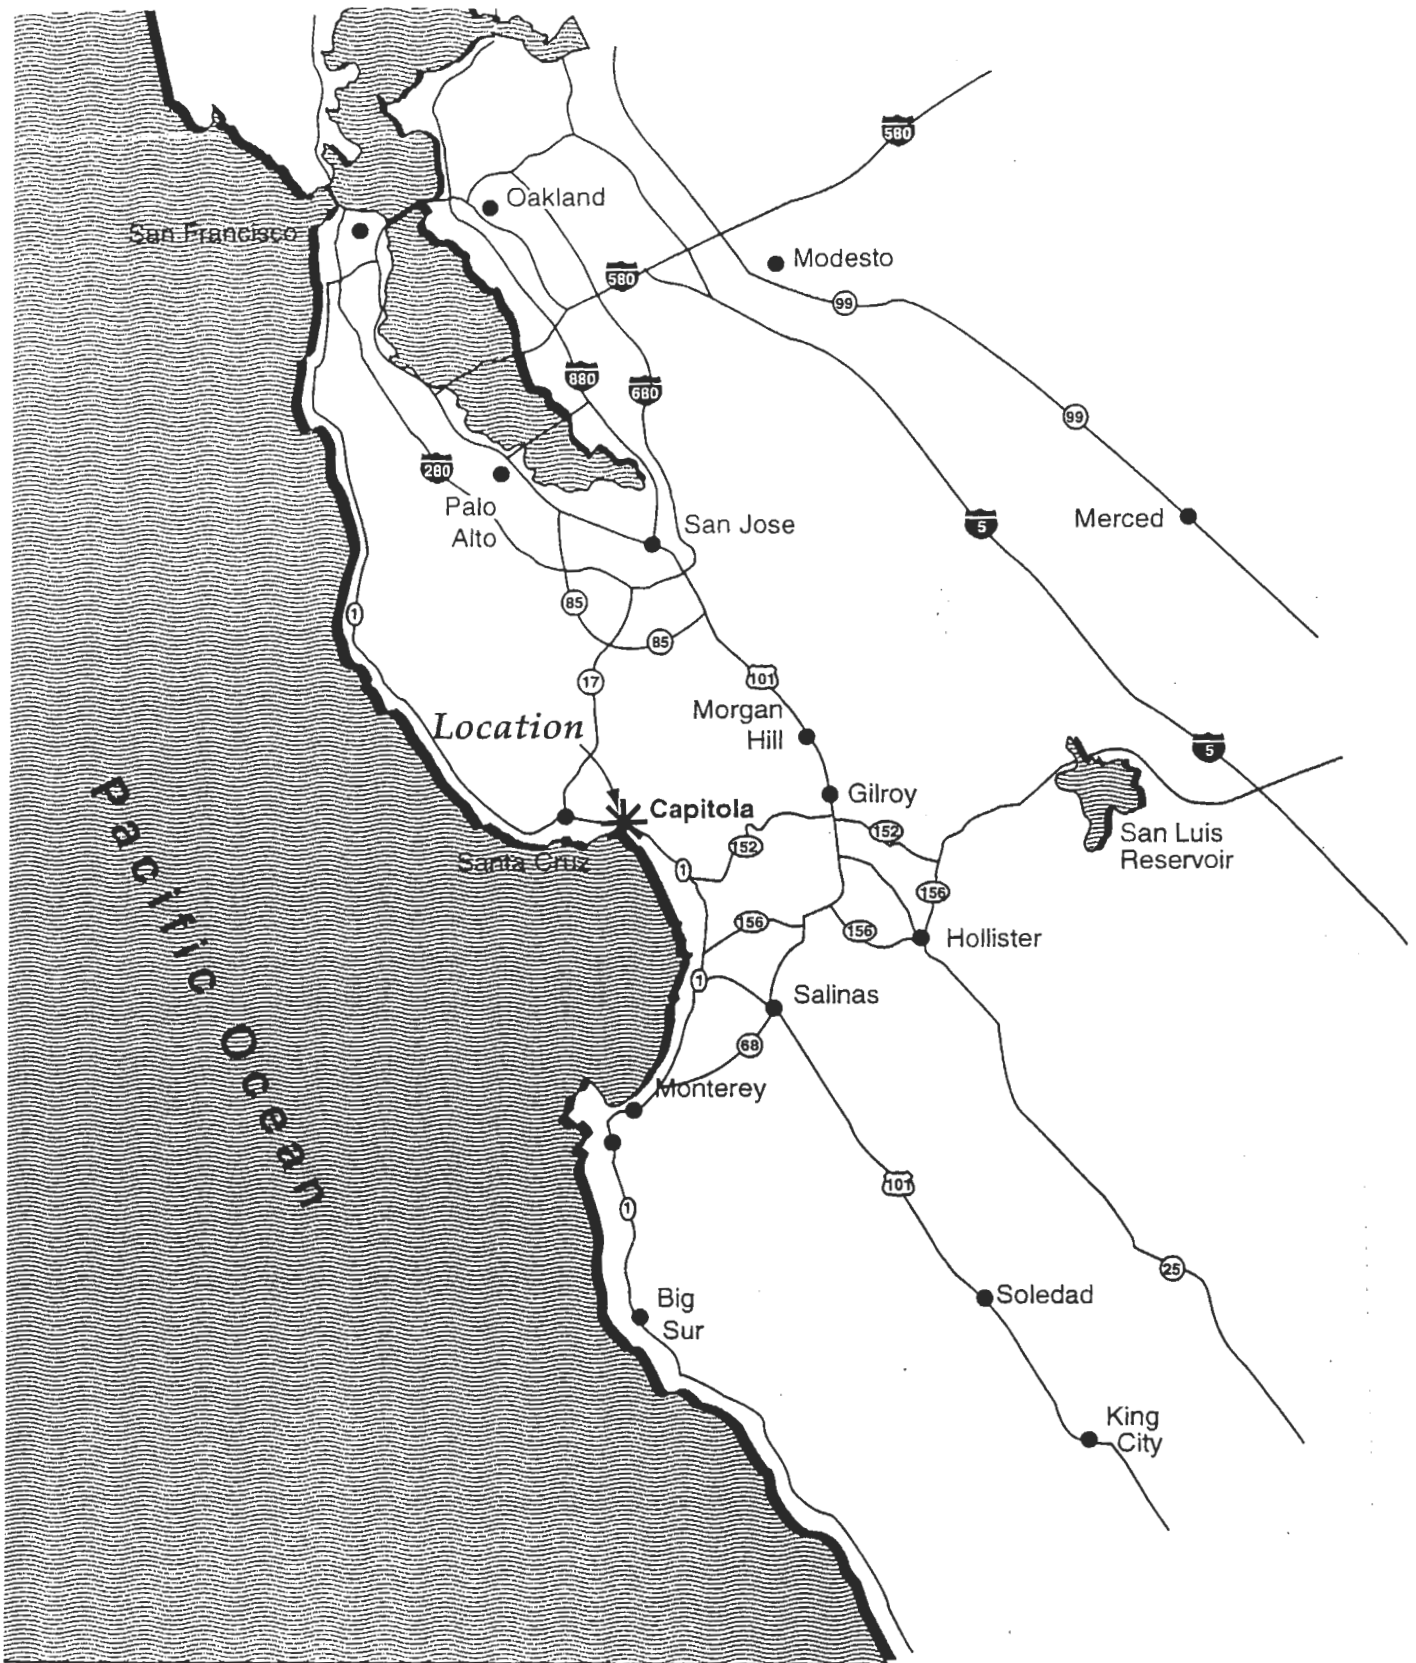 580
Oakland
San Francisco
Modesto
580
99
880
680
99
280
Palo
Alto
San Jose
5
Merced
85
1
85
17
101
Morgan
Hill
Location
5
Gilroy
Capitola
152
152
San Luis
Reservoir
Santa Cruz
1
156
156
156
Hollister
1
Salinas
68
Monterey
Pacific Ocean
101
1
25
Big
Sur
Soledad
King
City